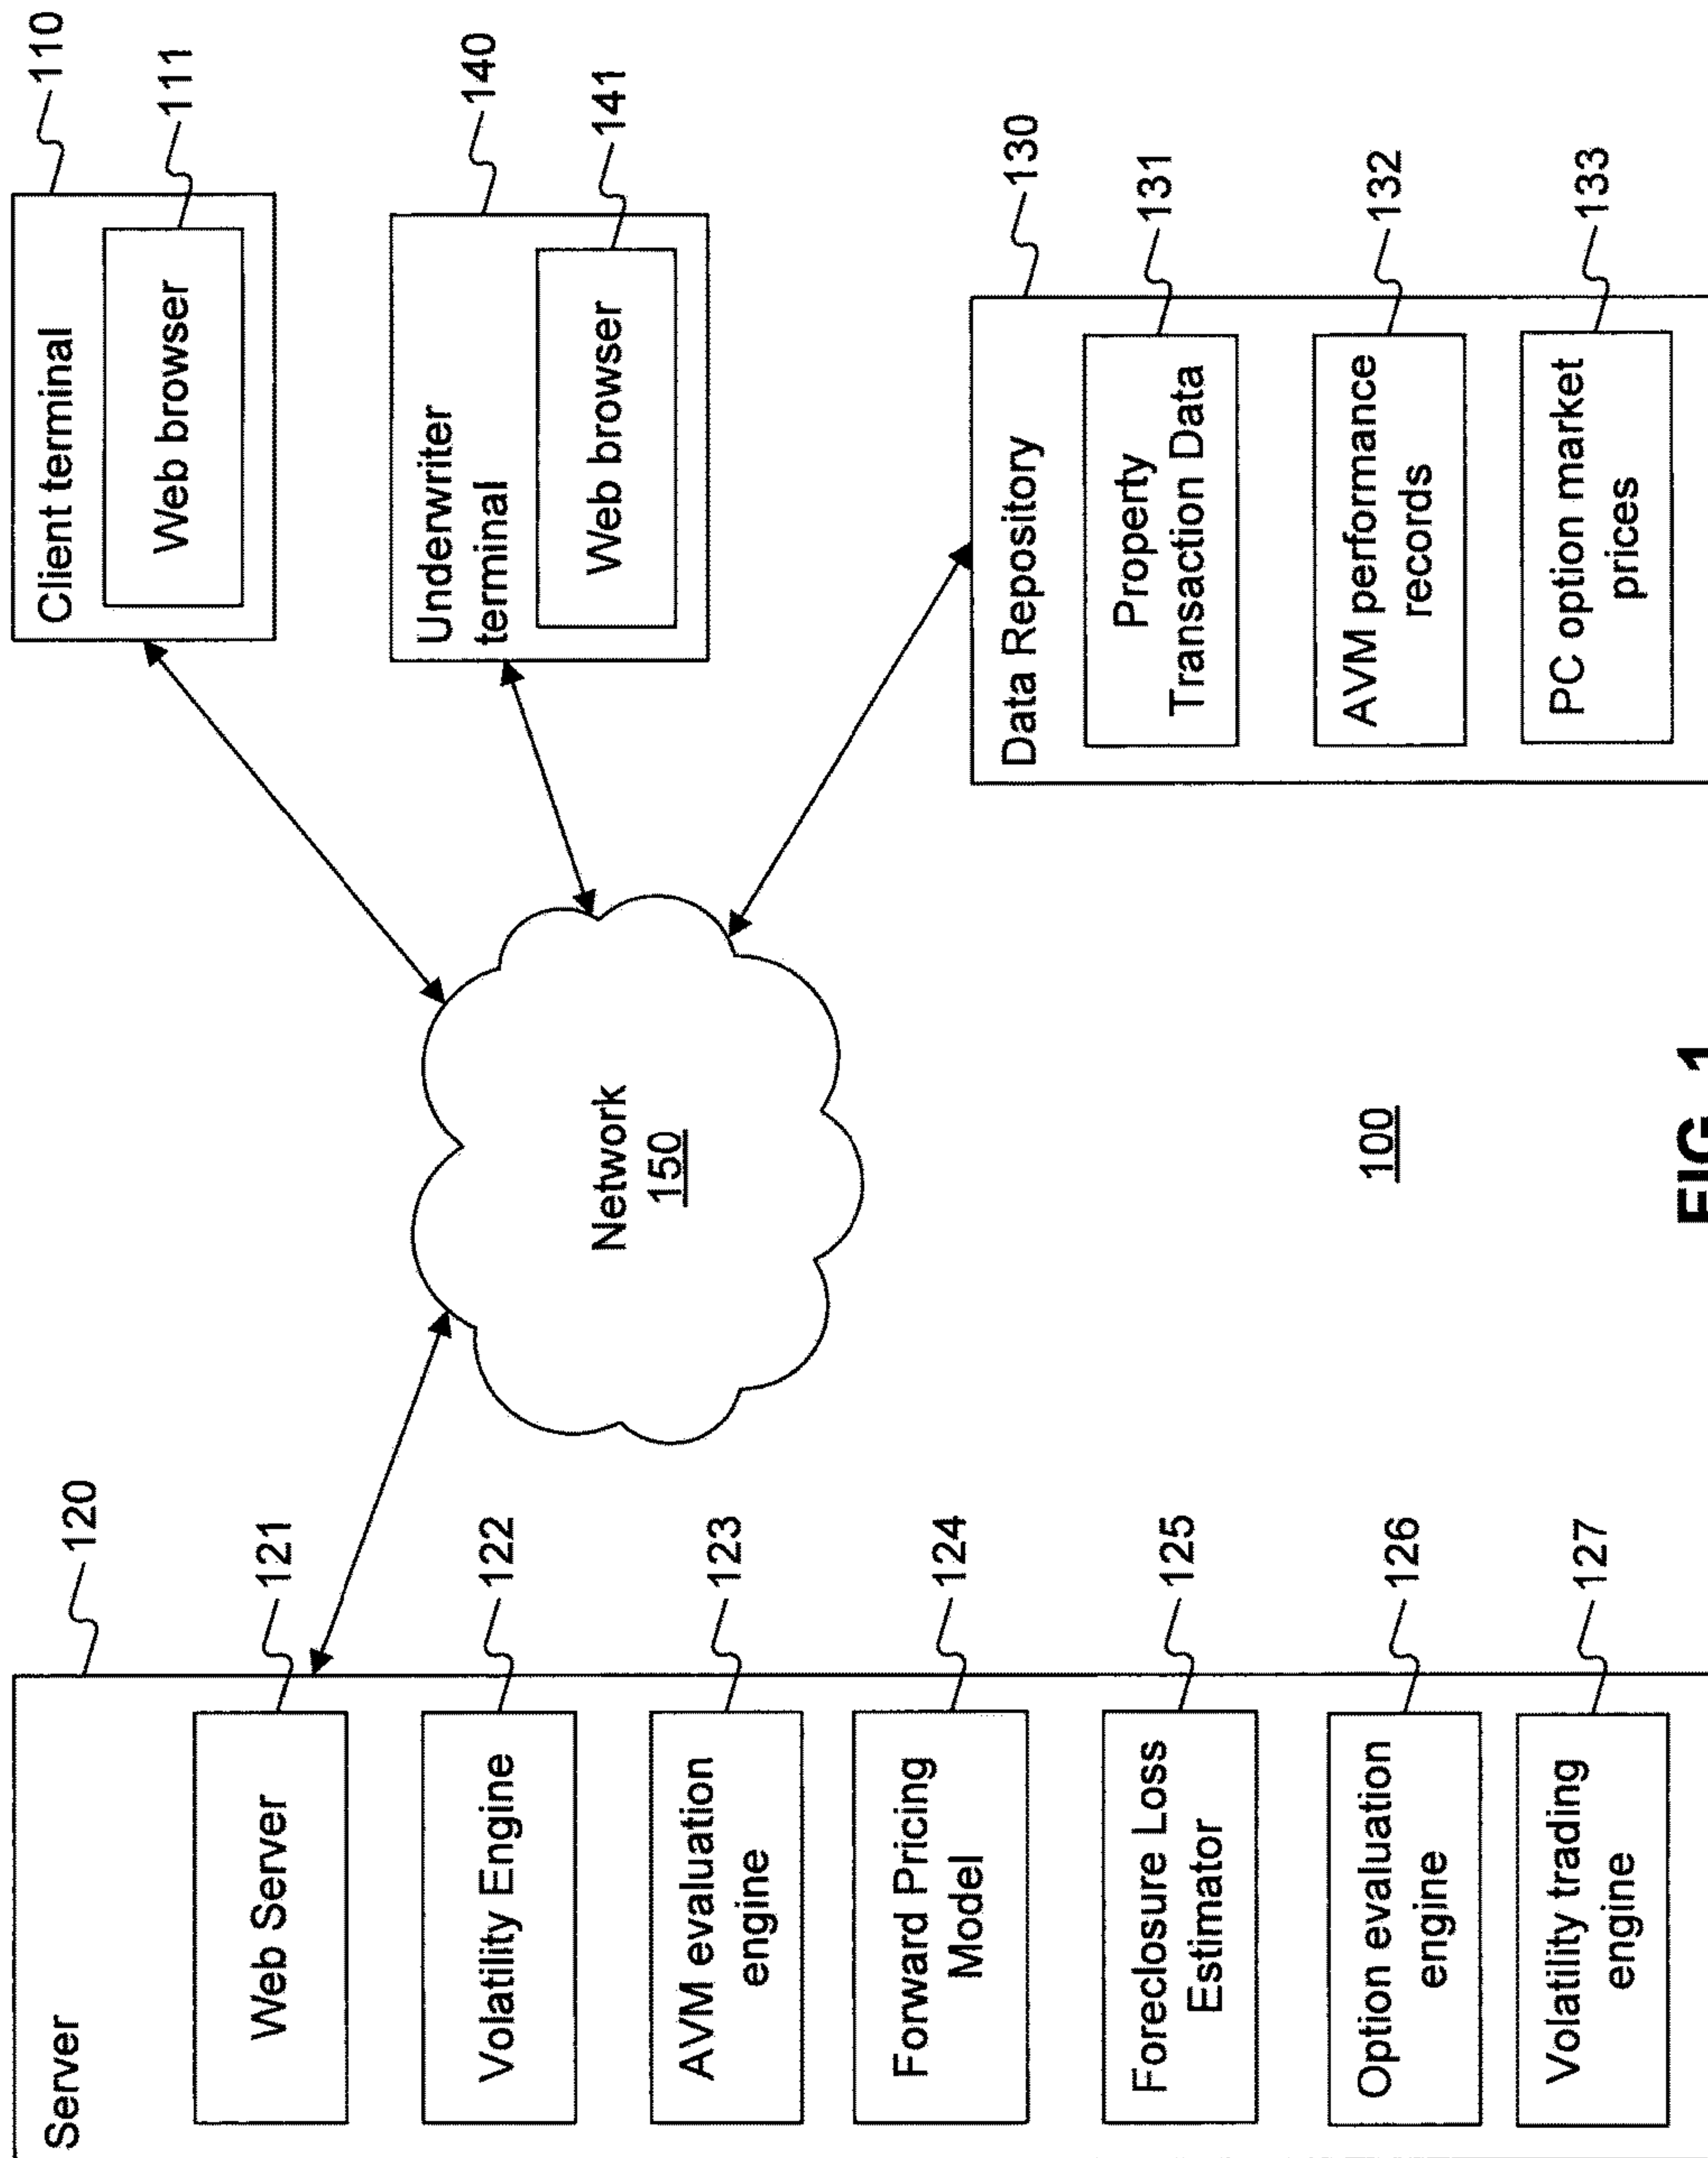 Server
120
Web Server
121
Volatility Engine
122
AVM evaluation
engine
123
Forward Pricing
Model
124
Foreclosure Loss
Estimator
125
Option evaluation
engine
126
Volatility trading
engine
127
Network
150
Client terminal
110
Web browser
111
Underwriter
terminal
140
Web browser
141
Data Repository
130
Property
Transaction Data
131
AVM performance
records
132
PC option market
prices
133
100
FIG. 1